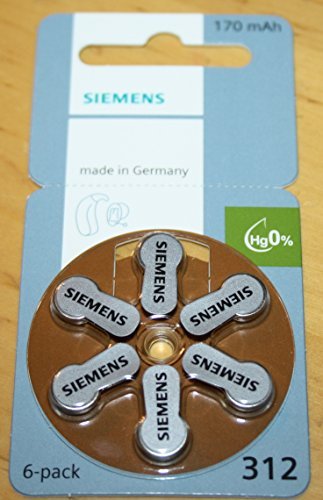 170 mAh
SIEMENS
made in Germany
Hg0%
SIEMENS
SIEMENS
SIEMENS
SIEMENS
SIEMENS
SIEMENS
6-pack
312